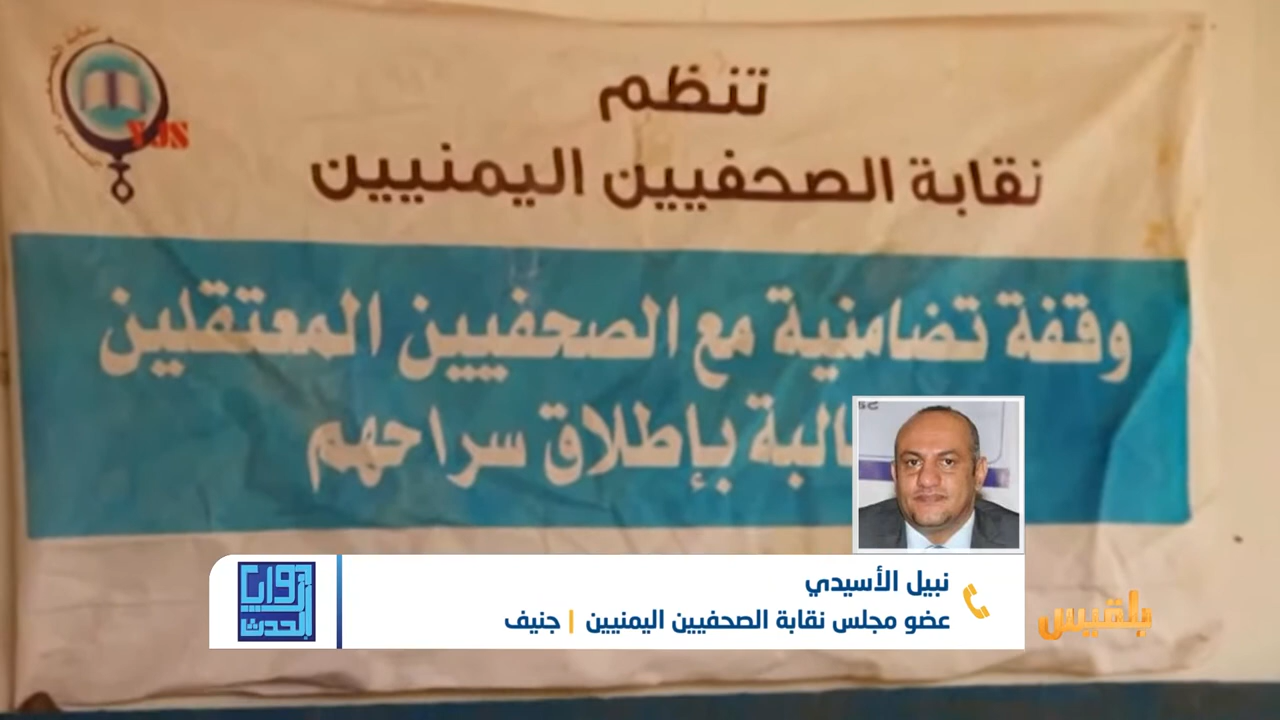 تنظم
نقابة الصحفيين اليمنيين
YJS
وقفة تضامنية مع الصحفيين المعتقلين
بإطلاق سراحهم
نبيل الأسيدي
عضو مجلس نقابة الصحفيين اليمنيين | جنيف
بلقيس
زوايا
الحدث